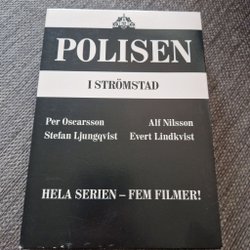 POLISEN
I STRÖMSTAD
Per Oscarsson Alf Nilsson
Stefan Ljungqvist Evert Lindkvist
HELA SERIEN – FEM FILMER!